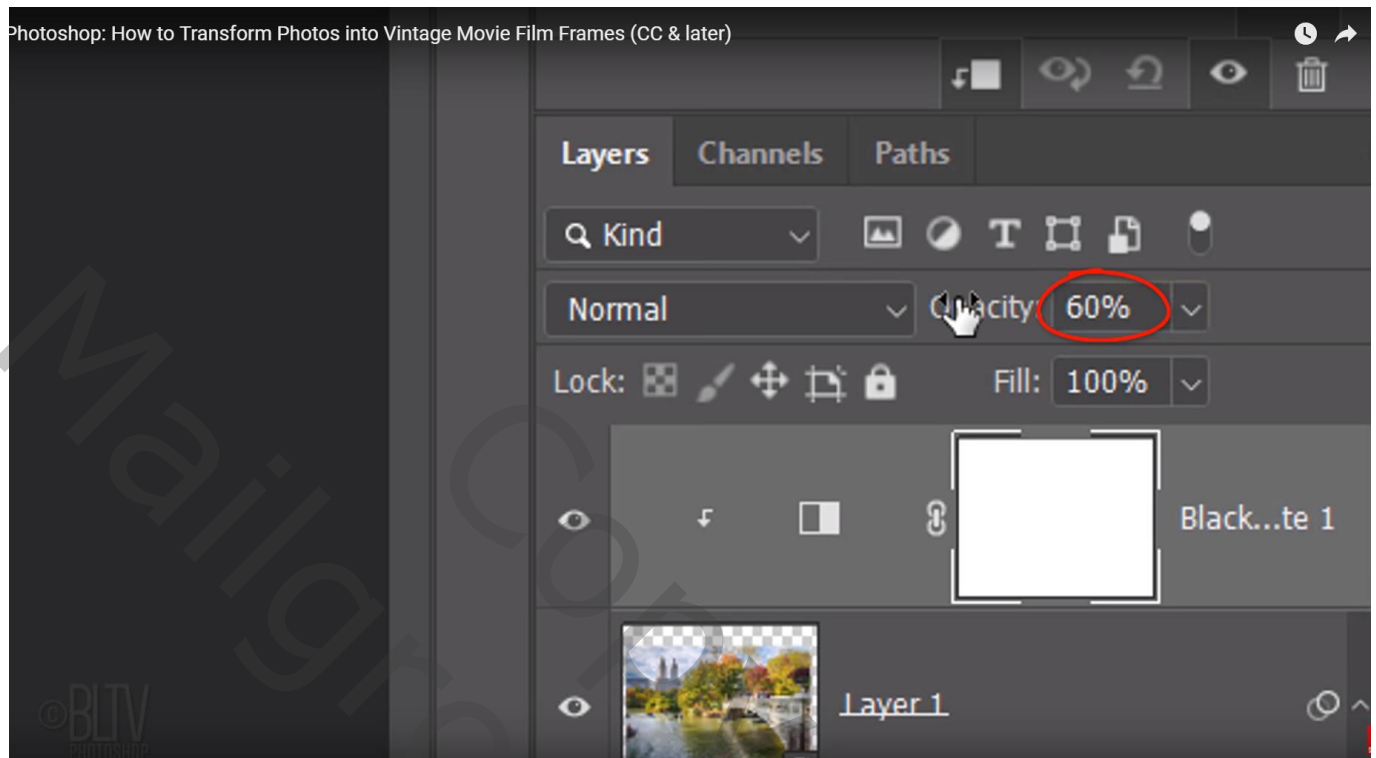 Photoshop: How to Transform Photos into Vintage Movie Film Frames (CC & later)
Layers Channels Paths
Kind
Normal Opacity: 60%
Lock: Fill: 100%
Black...te 1
Layer 1
©BLTV
PHOTOSHOP